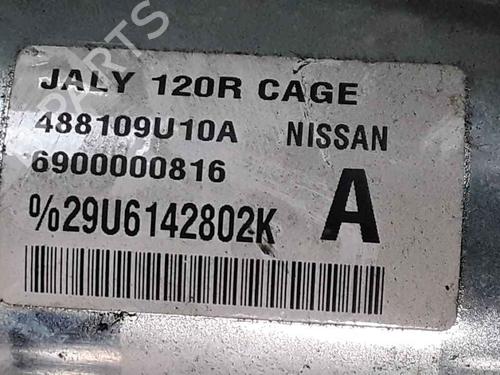 JALY 120R CAGE
488109U10A NISSAN
6900000816
%29U6142802K A